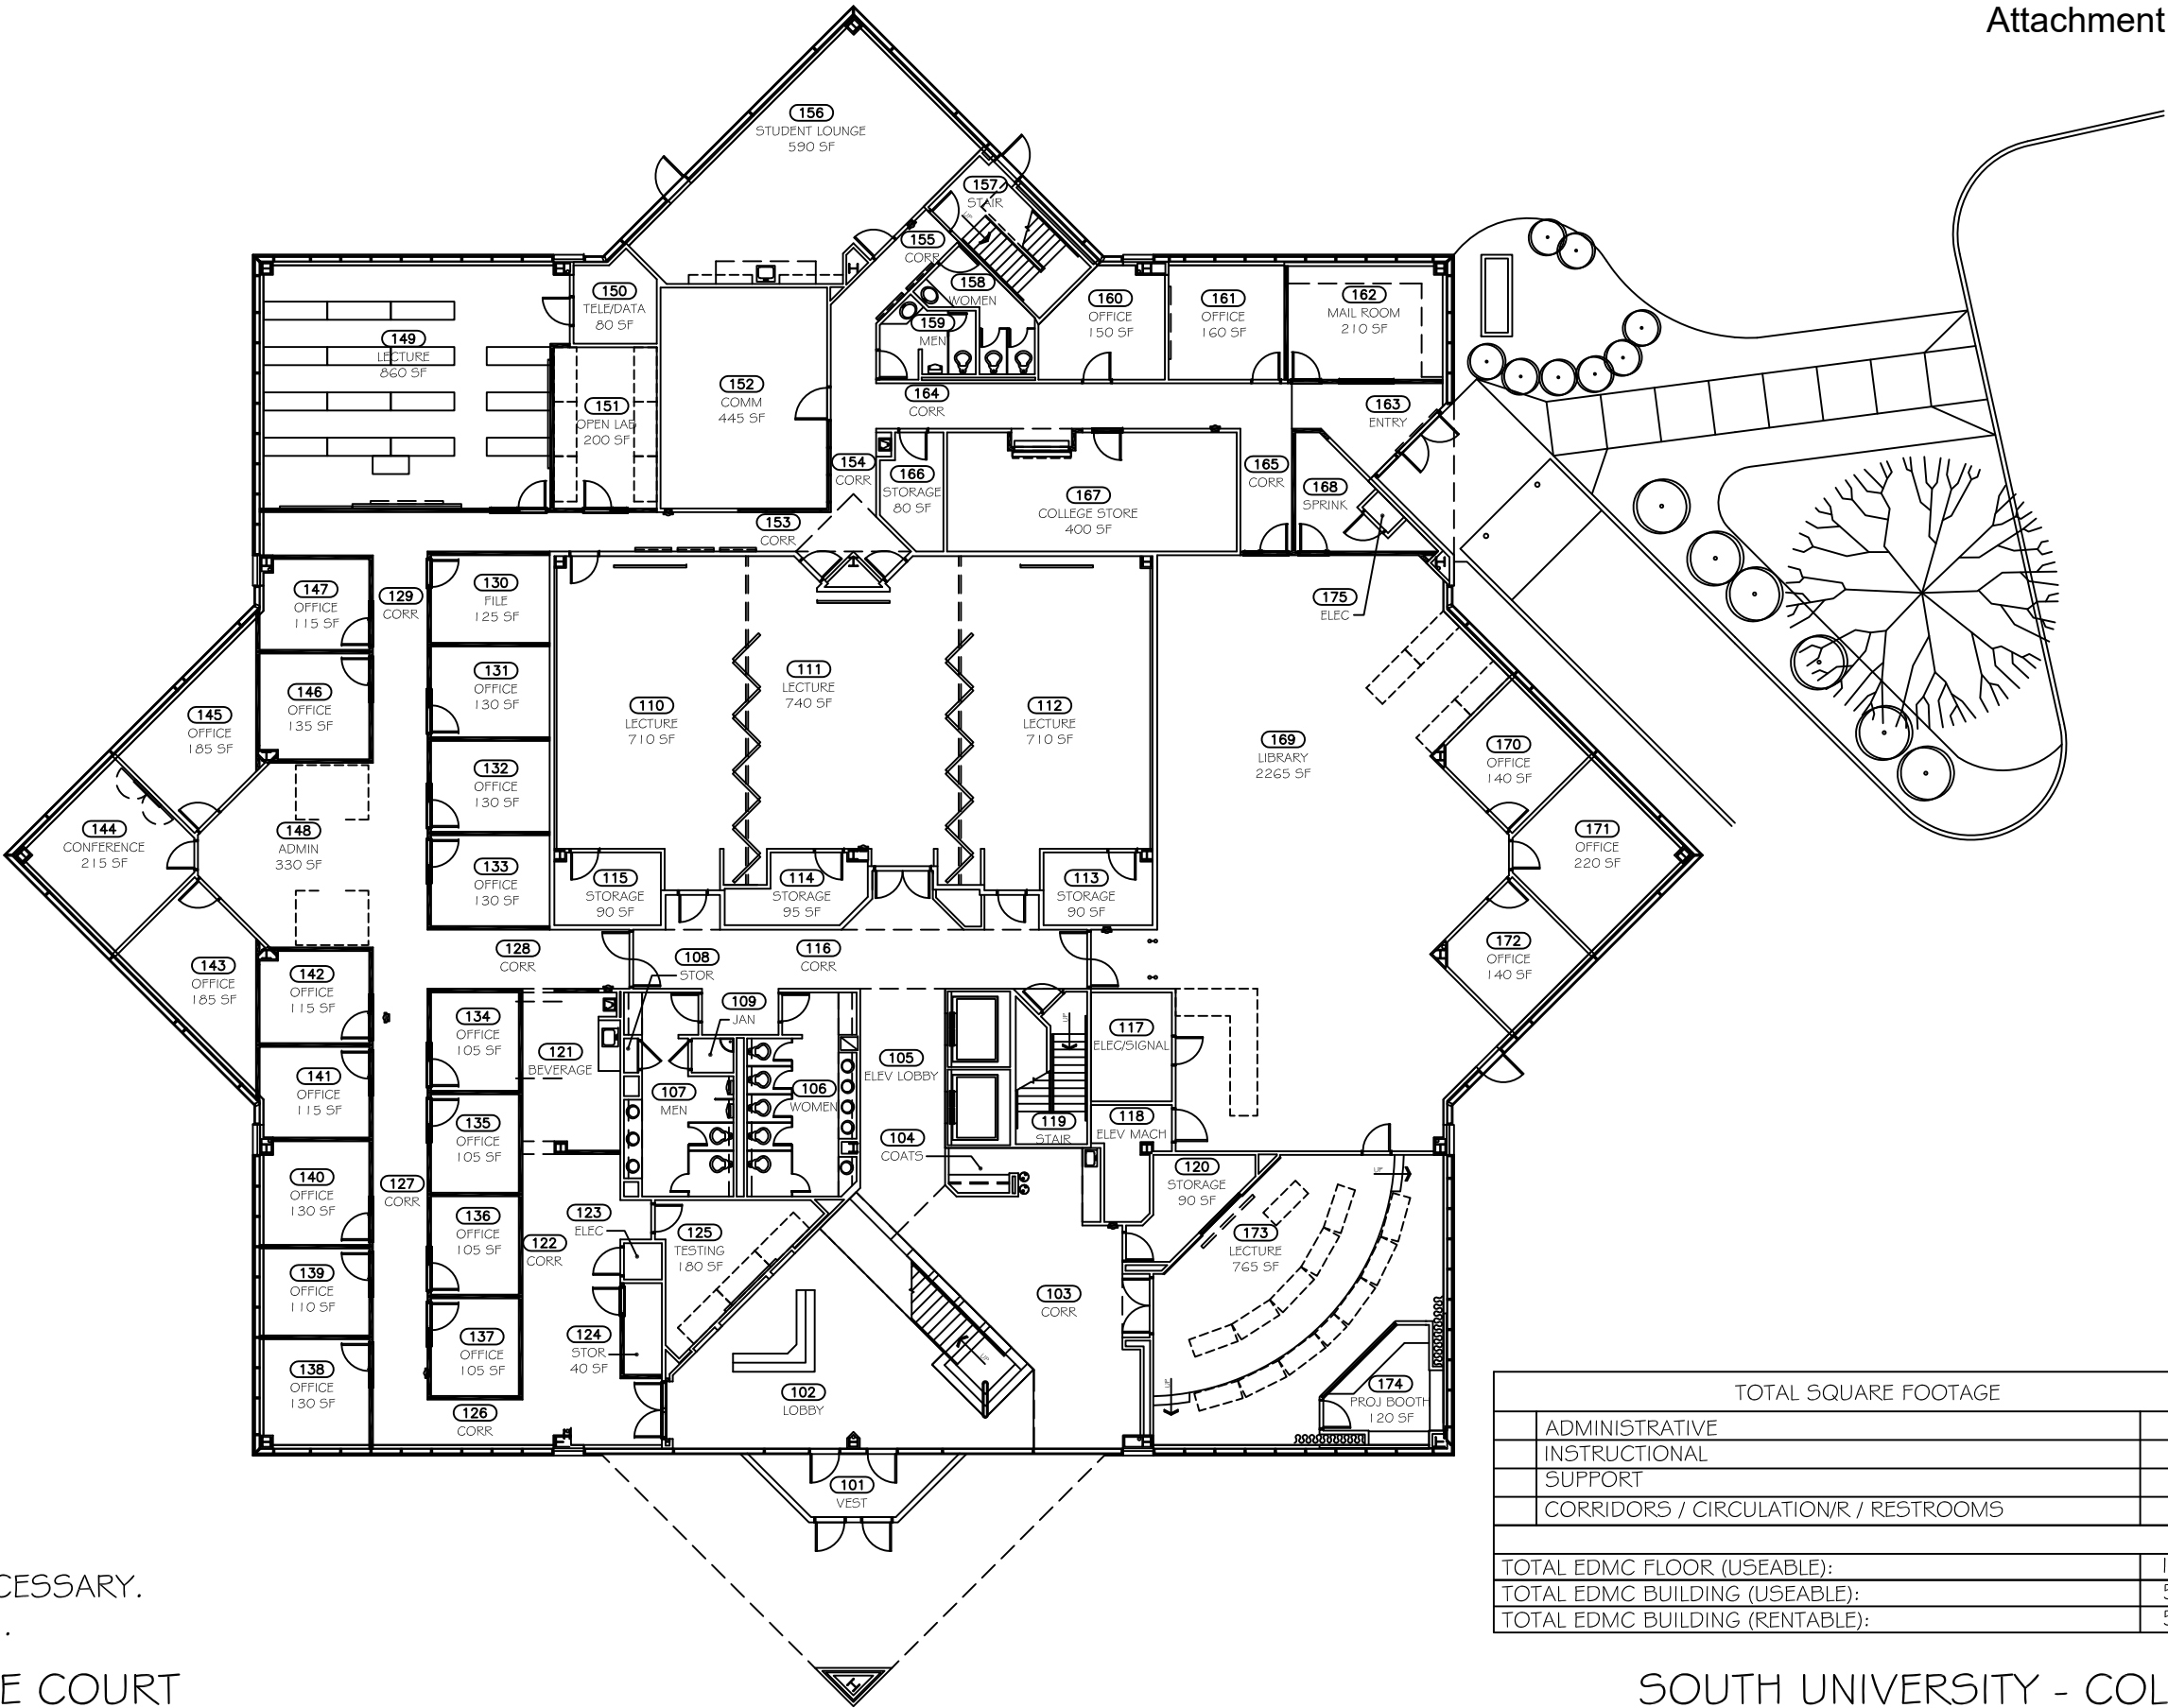 Attachment
156
STUDENT LOUNGE
590 SF
157
STAIR
UP
155
CORR
158
WOMEN
159
MEN
150
TELE/DATA
80 SF
160
OFFICE
150 SF
161
OFFICE
160 SF
162
MAIL ROOM
210 SF
149
LECTURE
860 SF
151
OPEN LAB
200 SF
152
COMM
445 SF
164
CORR
163
ENTRY
154
CORR
166
STORAGE
80 SF
167
COLLEGE STORE
400 SF
165
CORR
168
SPRINK
153
CORR
147
OFFICE
115 SF
129
CORR
130
FILE
125 SF
175
ELEC
146
OFFICE
135 SF
131
OFFICE
130 SF
145
OFFICE
185 SF
110
LECTURE
710 SF
111
LECTURE
740 SF
112
LECTURE
710 SF
169
LIBRARY
2265 SF
170
OFFICE
140 SF
132
OFFICE
130 SF
144
CONFERENCE
215 SF
148
ADMIN
330 SF
171
OFFICE
220 SF
133
OFFICE
130 SF
115
STORAGE
90 SF
114
STORAGE
95 SF
113
STORAGE
90 SF
128
CORR
108
STOR
116
CORR
172
OFFICE
140 SF
143
OFFICE
185 SF
142
OFFICE
115 SF
109
JAN
134
OFFICE
105 SF
121
BEVERAGE
105
ELEV LOBBY
UP
117
ELEC/SIGNAL
141
OFFICE
115 SF
107
MEN
106
WOMEN
135
OFFICE
105 SF
104
COATS
119
STAIR
118
ELEV MACH
140
OFFICE
130 SF
127
CORR
120
STORAGE
90 SF
UP
136
OFFICE
105 SF
123
ELEC
122
CORR
125
TESTING
180 SF
173
LECTURE
765 SF
139
OFFICE
110 SF
103
CORR
137
OFFICE
105 SF
124
STOR
40 SF
UP
138
OFFICE
130 SF
102
LOBBY
UP
174
PROJ BOOTH
120 SF
126
CORR
101
VEST
TOTAL SQUARE FOOTAGE
ADMINISTRATIVE
INSTRUCTIONAL
SUPPORT
CORRIDORS / CIRCULATION/R / RESTROOMS
TOTAL EDMC FLOOR (USEABLE):
TOTAL EDMC BUILDING (USEABLE):
TOTAL EDMC BUILDING (RENTABLE):
CESSARY.
.
E COURT
SOUTH UNIVERSITY - COL